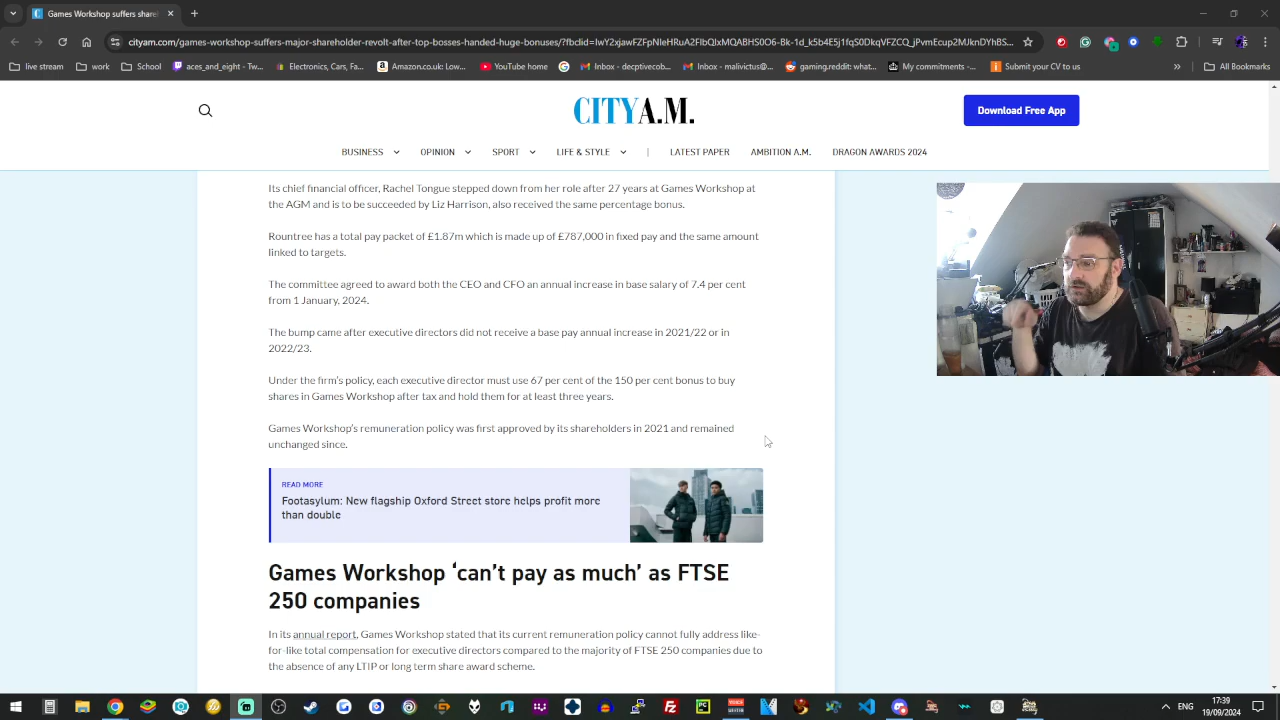 Games Workshop suffers share
cityam.com/games-workshop-suffers-major-shareholder-revolt-after-top-bosses-handed-huge-bonuses/?fbclid=IwY2xjawFZFpNleHRuA2FlbQIxMQABHS0O6-Bk-1d_k5b4E5j1fqS0DkqVFZCQ_jPvmEcup2MJknDYhBS...
live stream
work
School
aces_and_eight - Tw...
Electronics, Cars, Fa...
Amazon.co.uk: Low...
YouTube home
Inbox - decptivecob...
Inbox - malivictus@...
gaming.reddit: what...
My commitments -...
Submit your CV to us
All Bookmarks
CITYA.M.
Download Free App
BUSINESS
OPINION
SPORT
LIFE & STYLE
LATEST PAPER
AMBITION A.M.
DRAGON AWARDS 2024
Its chief financial officer, Rachel Tongue stepped down from her role after 27 years at Games Workshop at
the AGM and is to be succeeded by Liz Harrison, also received the same percentage bonus.
Rountree has a total pay packet of £1.87m which is made up of £787,000 in fixed pay and the same amount
linked to targets.
The committee agreed to award both the CEO and CFO an annual increase in base salary of 7.4 per cent
from 1 January, 2024.
The bump came after executive directors did not receive a base pay annual increase in 2021/22 or in
2022/23.
Under the firm's policy, each executive director must use 67 per cent of the 150 per cent bonus to buy
shares in Games Workshop after tax and hold them for at least three years.
Games Workshop's remuneration policy was first approved by its shareholders in 2021 and remained
unchanged since.
READ MORE
Footasylum: New flagship Oxford Street store helps profit more
than double
Games Workshop ‘can't pay as much' as FTSE
250 companies
In its annual report, Games Workshop stated that its current remuneration policy cannot fully address like-
for-like total compensation for executive directors compared to the majority of FTSE 250 companies due to
the absence of any LTIP or long term share award scheme.
ENG
17:39
19/09/2024